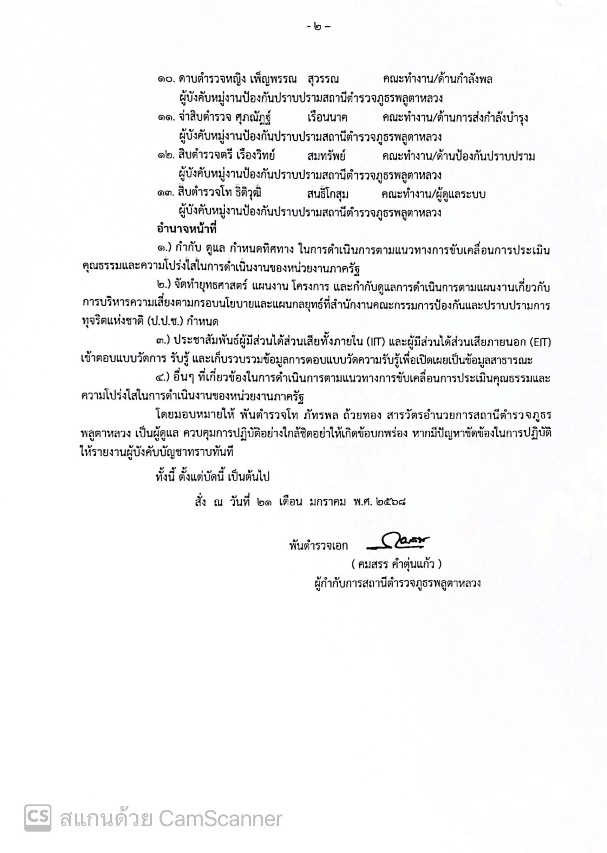 - ๒ -
๑๐. ดาบตำรวจหญิง เพ็ญพรรณ สุวรรณ คณะทำงาน/ด้านกำลังพล
ผู้บังคับหมู่งานป้องกันปราบปรามสถานีตำรวจภูธรพลูตาหลวง
๑๑. จ่าสิบตำรวจ ศุภณัฏฐ์ เรือนนาค คณะทำงาน/ด้านการส่งกำลังบำรุง
ผู้บังคับหมู่งานป้องกันปราบปรามสถานีตำรวจภูธรพลูตาหลวง
๑๒. สิบตำรวจตรี เรืองวิทย์ สมทรัพย์ คณะทำงาน/ด้านป้องกันปราบปราม
ผู้บังคับหมู่งานป้องกันปราบปรามสถานีตำรวจภูธรพลูตาหลวง
๑๓. สิบตำรวจโท ธิติวุฒิ สนธิโกสุม คณะทำงาน/ผู้ดูแลระบบ
ผู้บังคับหมู่งานป้องกันปราบปรามสถานีตำรวจภูธรพลูตาหลวง
อำนาจหน้าที่
๑.) กำกับ ดูแล กำหนดทิศทาง ในการดำเนินการตามแนวทางการขับเคลื่อนการประเมิน
คุณธรรมและความโปร่งใสในการดำเนินงานของหน่วยงานภาครัฐ
๒.) จัดทำยุทธศาสตร์ แผนงาน โครงการ และกำกับดูแลการดำเนินการตามแผนงานเกี่ยวกับ
การบริหารความเสี่ยงตามกรอบนโยบายและแผนกลยุทธ์ที่สำนักงานคณะกรรมการป้องกันและปราบปรามการ
ทุจริตแห่งชาติ (ป.ป.ช.) กำหนด
๓.) ประชาสัมพันธ์ผู้มีส่วนได้ส่วนเสียทั้งภายใน (IIT) และผู้มีส่วนได้ส่วนเสียภายนอก (EIT)
เข้าตอบแบบวัดการ รับรู้ และเก็บรวบรวมข้อมูลการตอบแบบวัดความรับรู้เพื่อเปิดเผยเป็นข้อมูลสาธารณะ
๔.) อื่นๆ ที่เกี่ยวข้องในการดำเนินการตามแนวทางการขับเคลื่อนการประเมินคุณธรรมและ
ความโปร่งใสในการดำเนินงานของหน่วยงานภาครัฐ
โดยมอบหมายให้ พันตำรวจโท ภัทรพล ถ้วยทอง สารวัตรอำนวยการสถานีตำรวจภูธร
พลูตาหลวง เป็นผู้ดูแล ควบคุมการปฏิบัติอย่างใกล้ชิดอย่าให้เกิดข้อบกพร่อง หากมีปัญหาขัดข้องในการปฏิบัติ
ให้รายงานผู้บังคับบัญชาทราบทันที
ทั้งนี้ ตั้งแต่บัดนี้ เป็นต้นไป
สั่ง ณ วันที่ ๒๑ เดือน มกราคม พ.ศ. ๒๕๖๘
พันตำรวจเอก
( คมสรร คำตุ่นแก้ว )
ผู้กำกับการสถานีตำรวจภูธรพลูตาหลวง
CS สแกนด้วย CamScanner